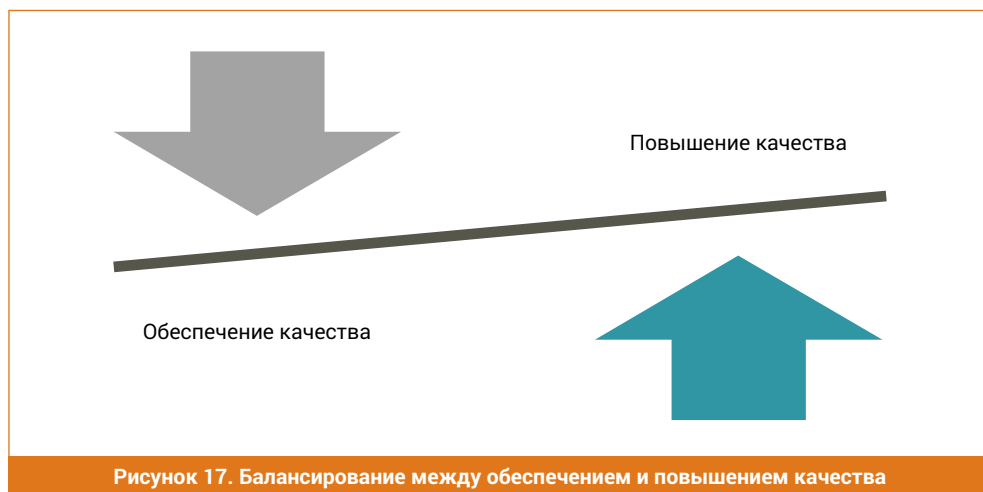 Повышение качества
Обеспечение качества
Рисунок 17. Балансирование между обеспечением и повышением качества